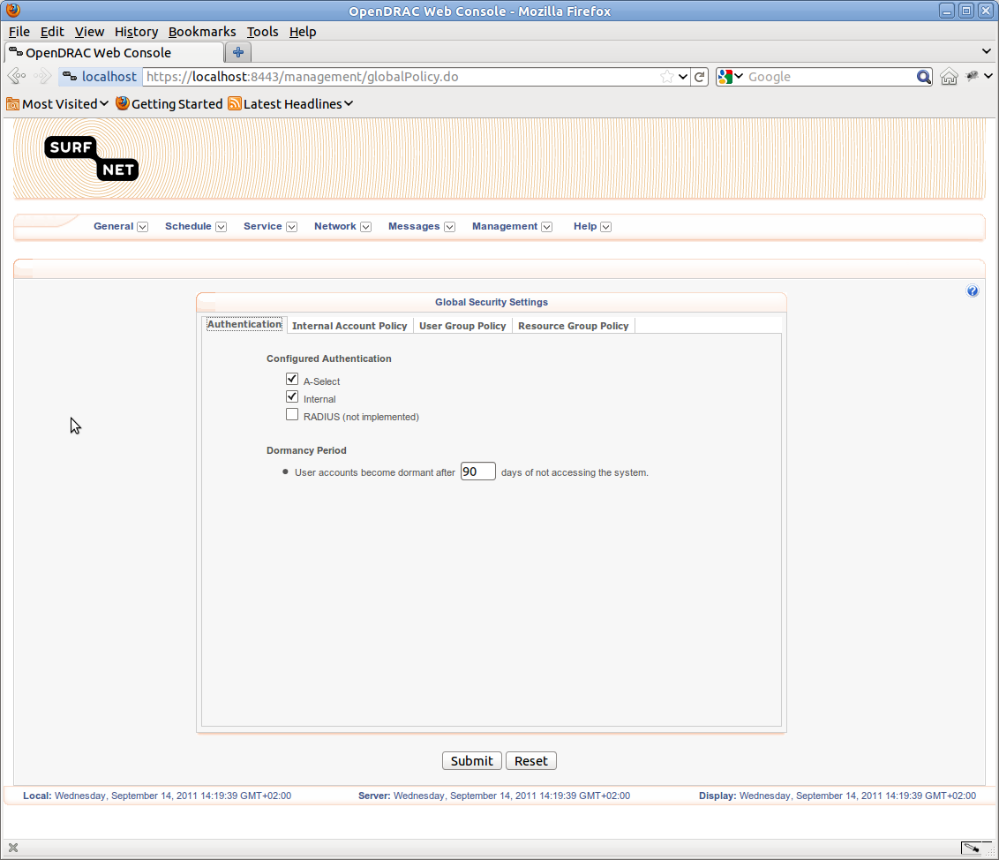 OpenDRAC Web Console - Mozilla Firefox
File Edit View History Bookmarks Tools Help
OpenDRAC Web Console
localhost https://localhost:8443/management/globalPolicy.do Google
Most Visited Getting Started Latest Headlines
SURF
NET
General Schedule Service Network Messages Management Help
Global Security Settings
Authentication Internal Account Policy User Group Policy Resource Group Policy
Configured Authentication
A-Select
Internal
RADIUS (not implemented)
Dormancy Period
User accounts become dormant after 90 days of not accessing the system.
Submit Reset
Local: Wednesday, September 14, 2011 14:19:39 GMT+02:00 Server: Wednesday, September 14, 2011 14:19:39 GMT+02:00 Display: Wednesday, September 14, 2011 14:19:39 GMT+02:00